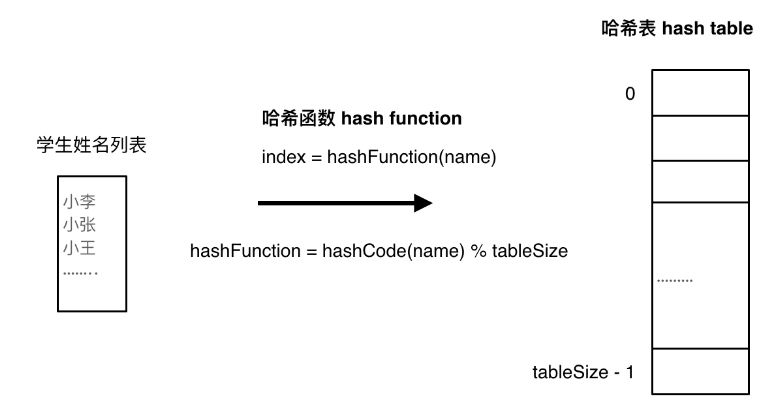 哈希表 hash table
0
哈希函数 hash function
学生姓名列表
index = hashFunction(name)
小李
小张
小王
........
hashFunction = hashCode(name) % tableSize
.........
tableSize - 1